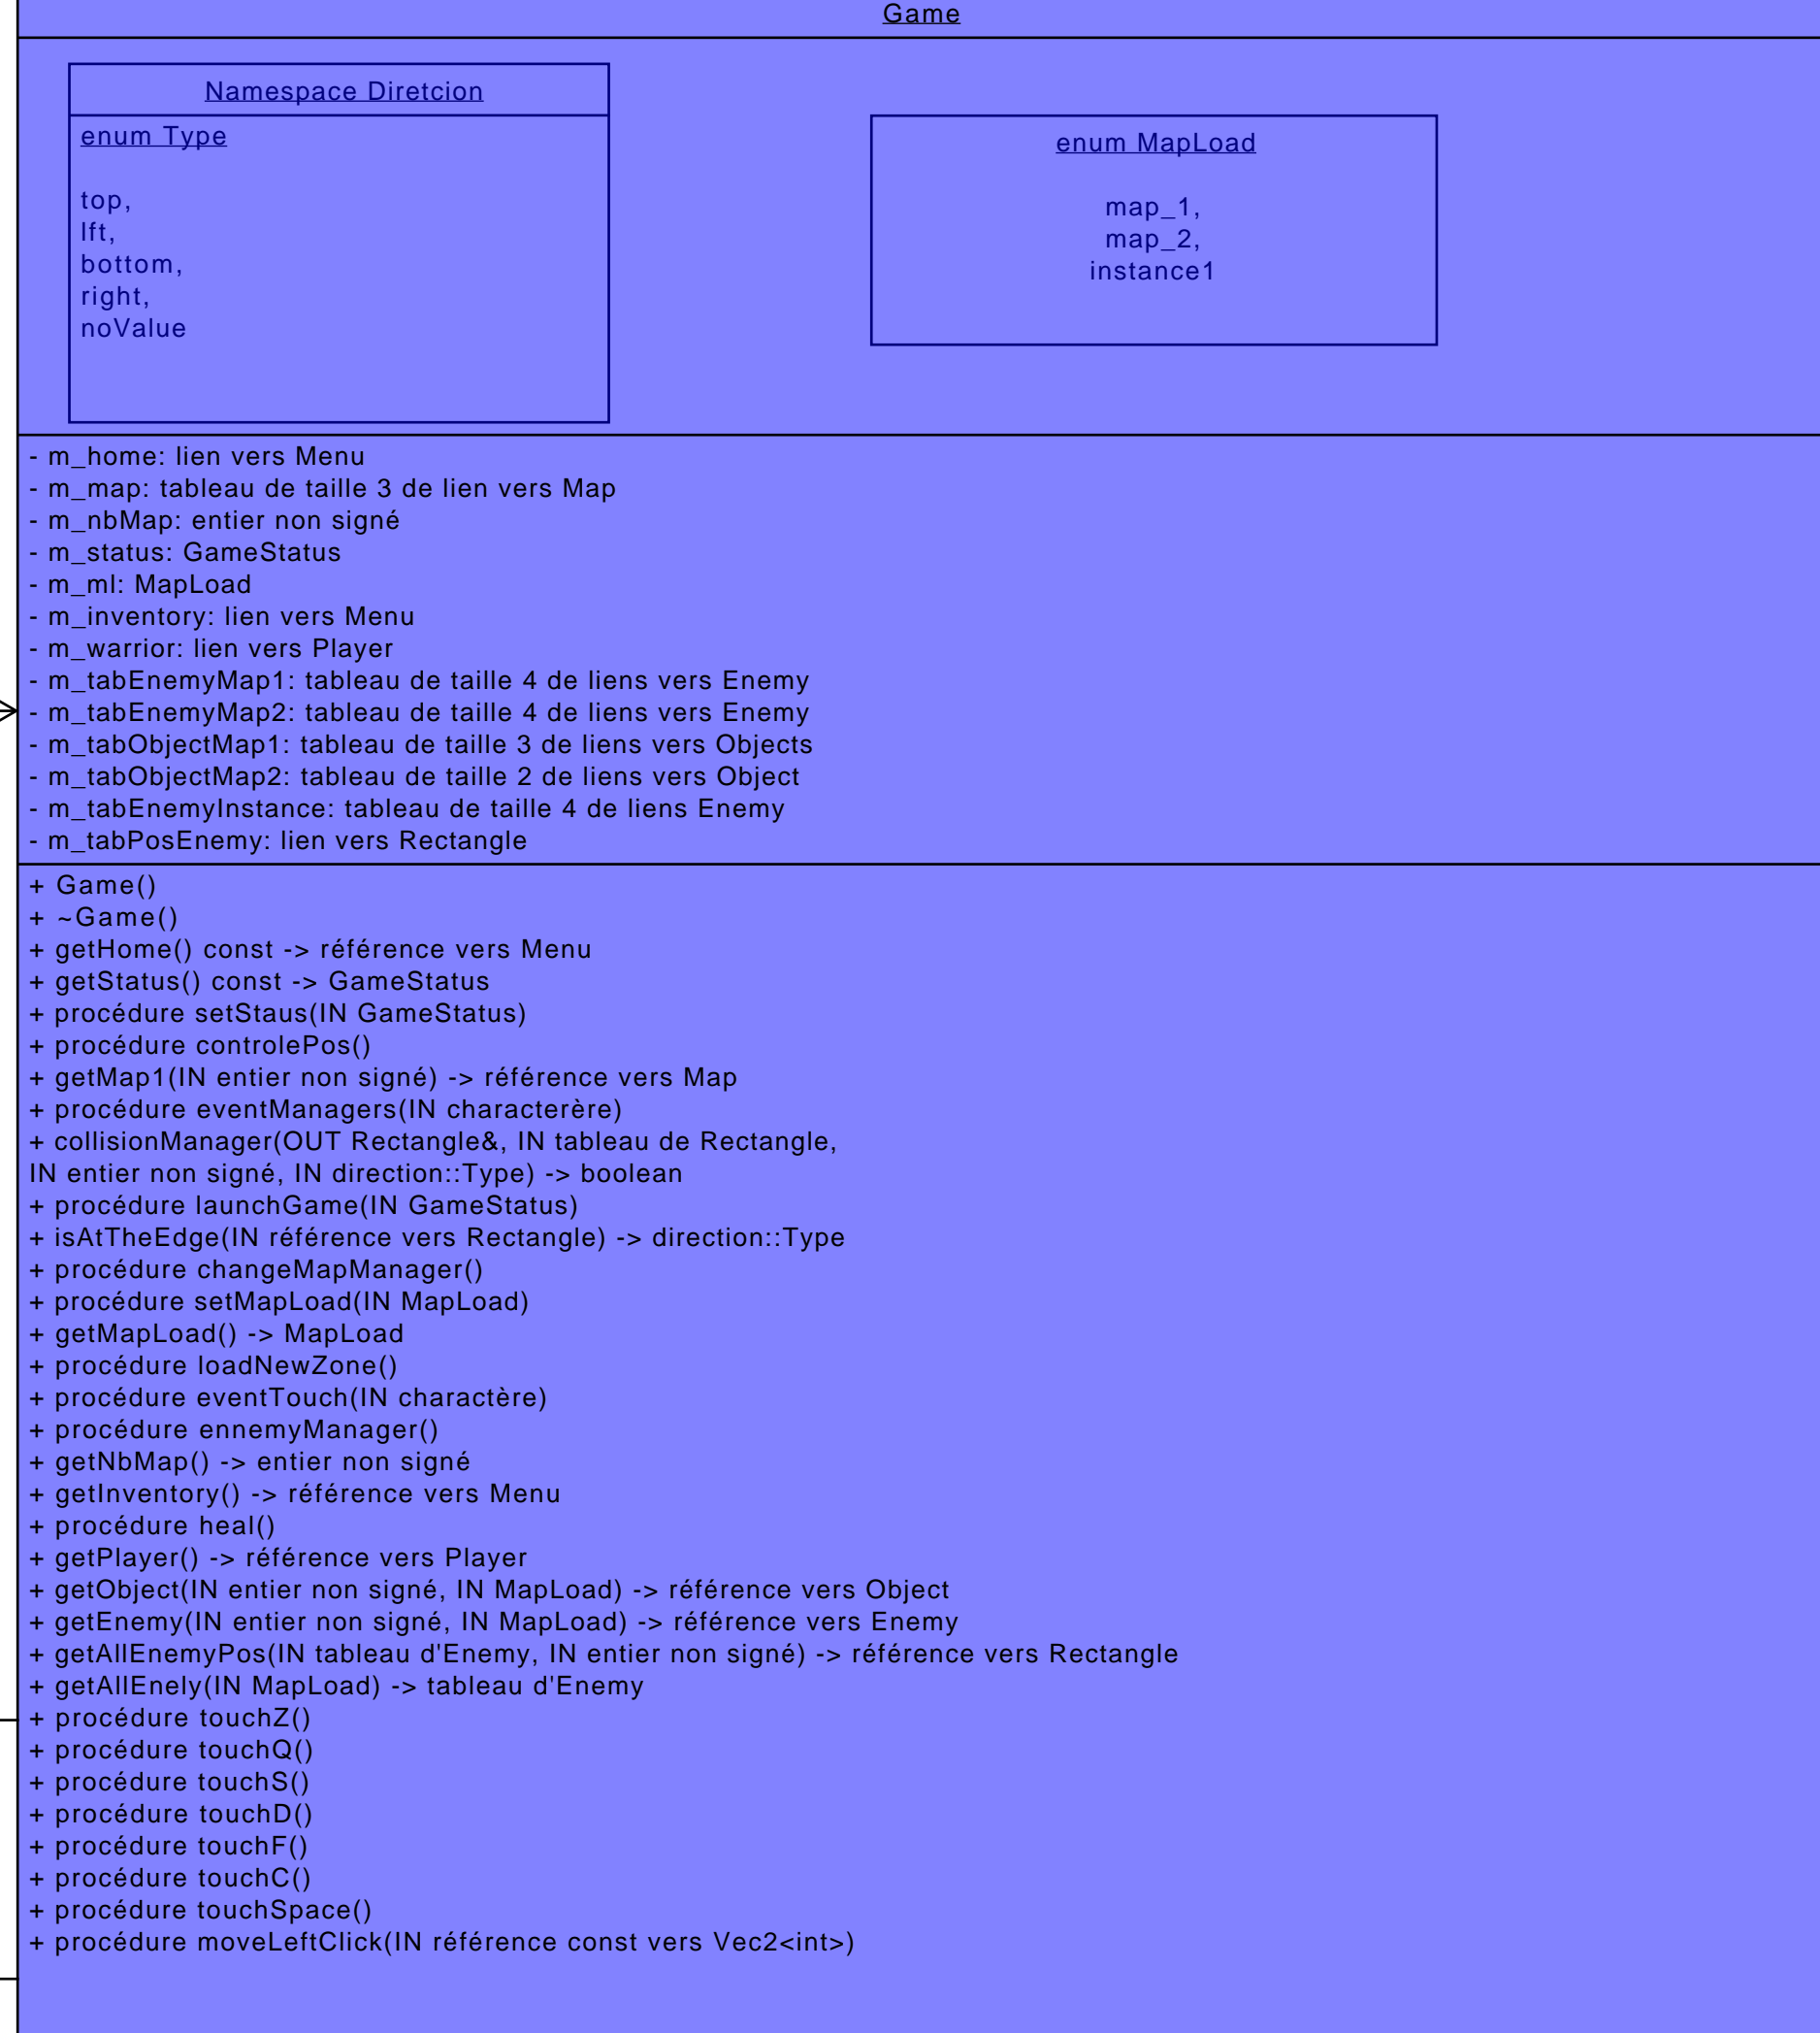 Game
Namespace Diretcion
enum Type
top,
lft,
bottom,
right,
noValue
enum MapLoad
map_1,
map_2,
instance1
- m_home: lien vers Menu
- m_map: tableau de taille 3 de lien vers Map
- m_nbMap: entier non signé
- m_status: GameStatus
- m_ml: MapLoad
- m_inventory: lien vers Menu
- m_warrior: lien vers Player
- m_tabEnemyMap1: tableau de taille 4 de liens vers Enemy
- m_tabEnemyMap2: tableau de taille 4 de liens vers Enemy
- m_tabObjectMap1: tableau de taille 3 de liens vers Objects
- m_tabObjectMap2: tableau de taille 2 de liens vers Object
- m_tabEnemyInstance: tableau de taille 4 de liens Enemy
- m_tabPosEnemy: lien vers Rectangle
+ Game()
+ ~Game()
+ getHome() const -> référence vers Menu
+ getStatus() const -> GameStatus
+ procédure setStaus(IN GameStatus)
+ procédure controlePos()
+ getMap1(IN entier non signé) -> référence vers Map
+ procédure eventManagers(IN characterère)
+ collisionManager(OUT Rectangle&, IN tableau de Rectangle,
IN entier non signé, IN direction::Type) -> boolean
+ procédure launchGame(IN GameStatus)
+ isAtTheEdge(IN référence vers Rectangle) -> direction::Type
+ procédure changeMapManager()
+ procédure setMapLoad(IN MapLoad)
+ getMapLoad() -> MapLoad
+ procédure loadNewZone()
+ procédure eventTouch(IN charactère)
+ procédure ennemyManager()
+ getNbMap() -> entier non signé
+ getInventory() -> référence vers Menu
+ procédure heal()
+ getPlayer() -> référence vers Player
+ getObject(IN entier non signé, IN MapLoad) -> référence vers Object
+ getEnemy(IN entier non signé, IN MapLoad) -> référence vers Enemy
+ getAllEnemyPos(IN tableau d'Enemy, IN entier non signé) -> référence vers Rectangle
+ getAllEnely(IN MapLoad) -> tableau d'Enemy
+ procédure touchZ()
+ procédure touchQ()
+ procédure touchS()
+ procédure touchD()
+ procédure touchF()
+ procédure touchC()
+ procédure touchSpace()
+ procédure moveLeftClick(IN référence const vers Vec2<int>)